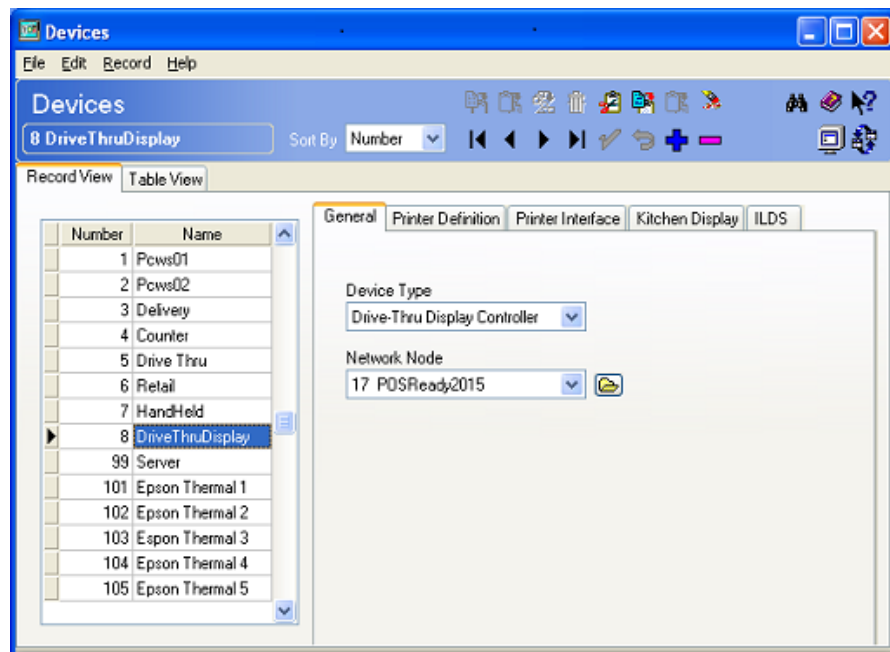 Devices
File Edit Record Help
Devices
8 DriveThruDisplay Sort By Number
Record View Table View
General Printer Definition Printer Interface Kitchen Display ILDS
Number Name
1 Pcws01
2 Pcws02
3 Delivery
4 Counter
5 Drive Thru
6 Retail
7 HandHeld
8 DriveThruDisplay
99 Server
101 Epson Thermal 1
102 Epson Thermal 2
103 Espon Thermal 3
104 Epson Thermal 4
105 Epson Thermal 5
Device Type
Drive-Thru Display Controller
Network Node
17 POSReady2015